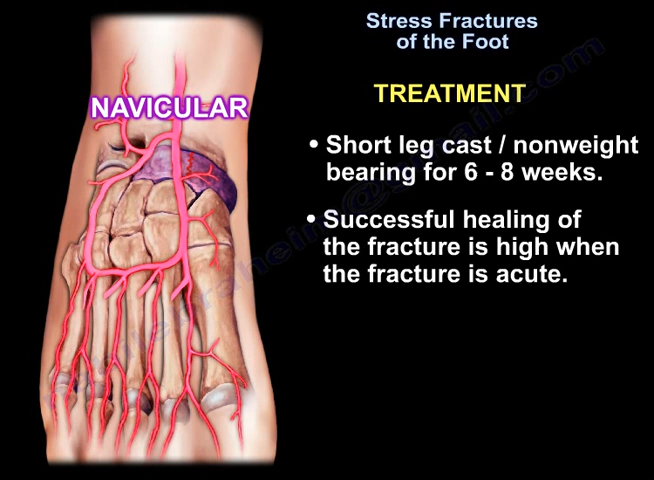 Stress Fractures
of the Foot
NAVICULAR
TREATMENT
• Short leg cast / nonweight
bearing for 6 - 8 weeks.
• Successful healing of
the fracture is high when
the fracture is acute.